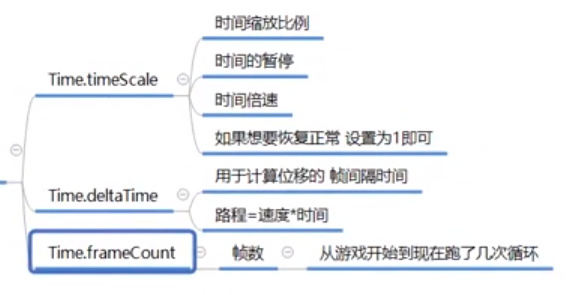 Time.timeScale
时间缩放比例
时间的暂停
时间倍速
如果想要恢复正常 设置为1即可
Time.deltaTime
用于计算位移的 帧间隔时间
路程=速度*时间
Time.frameCount
帧数
从游戏开始到现在跑了几次循环